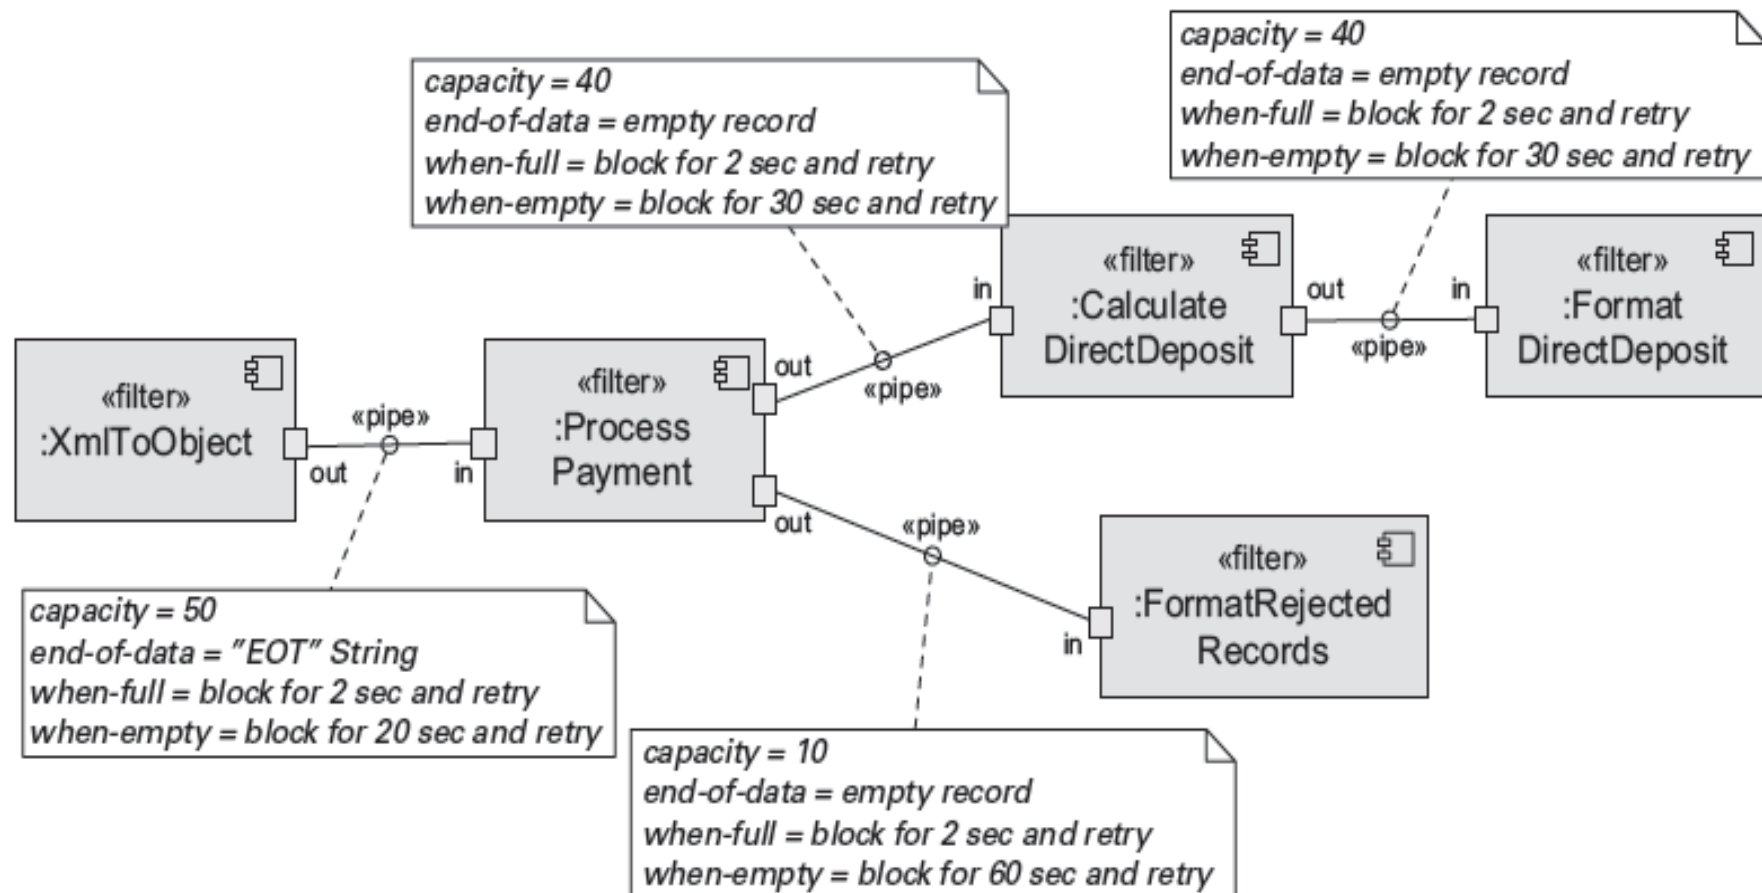 capacity = 40
end-of-data = empty record
when-full = block for 2 sec and retry
when-empty = block for 30 sec and retry
capacity = 40
end-of-data = empty record
when-full = block for 2 sec and retry
when-empty = block for 30 sec and retry
«filter»
:XmlToObject
out
«pipe»
in
«filter»
:Process
Payment
out
«pipe»
in
«filter»
:Calculate
DirectDeposit
out
«pipe»
in
«filter»
:Format
DirectDeposit
out
«pipe»
in
«filter»
:FormatRejected
Records
capacity = 50
end-of-data = "EOT" String
when-full = block for 2 sec and retry
when-empty = block for 20 sec and retry
capacity = 10
end-of-data = empty record
when-full = block for 2 sec and retry
when-empty = block for 60 sec and retry